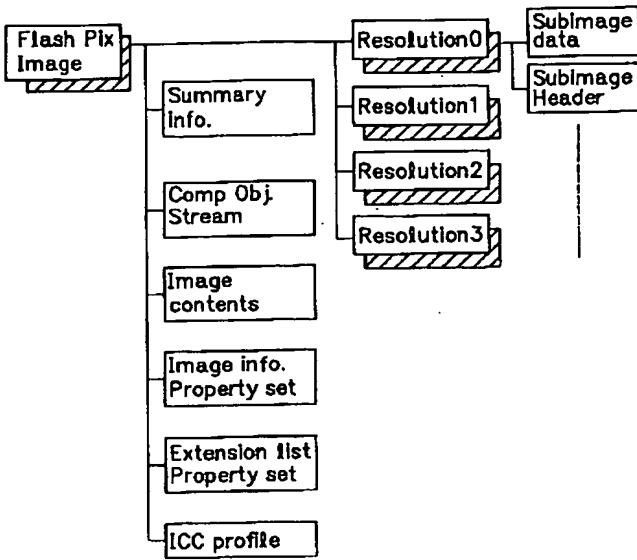 Flash Pix
Image
Resolution0
Subimage
data
Subimage
Header
Summary
info.
Resolution1
Resolution2
Comp Obj.
Stream
Resolution3
Image
contents
Image info.
Property set
Extension list
Property set
ICC profile